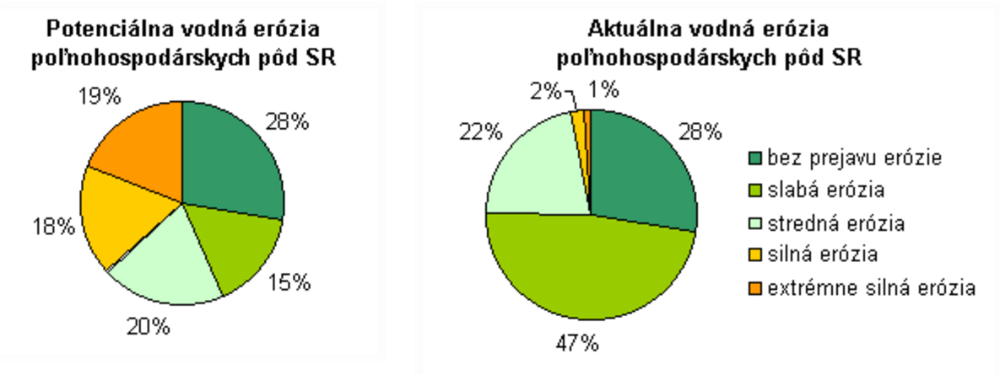 Potenciálna vodná erózia
poľnohospodárskych pôd SR
19%
28%
18%
15%
20%
Aktuálna vodná erózia
poľnohospodárskych pôd SR
2%
1%
22%
28%
47%
bez prejavu erózie
slabá erózia
stredná erózia
silná erózia
extrémne silná erózia